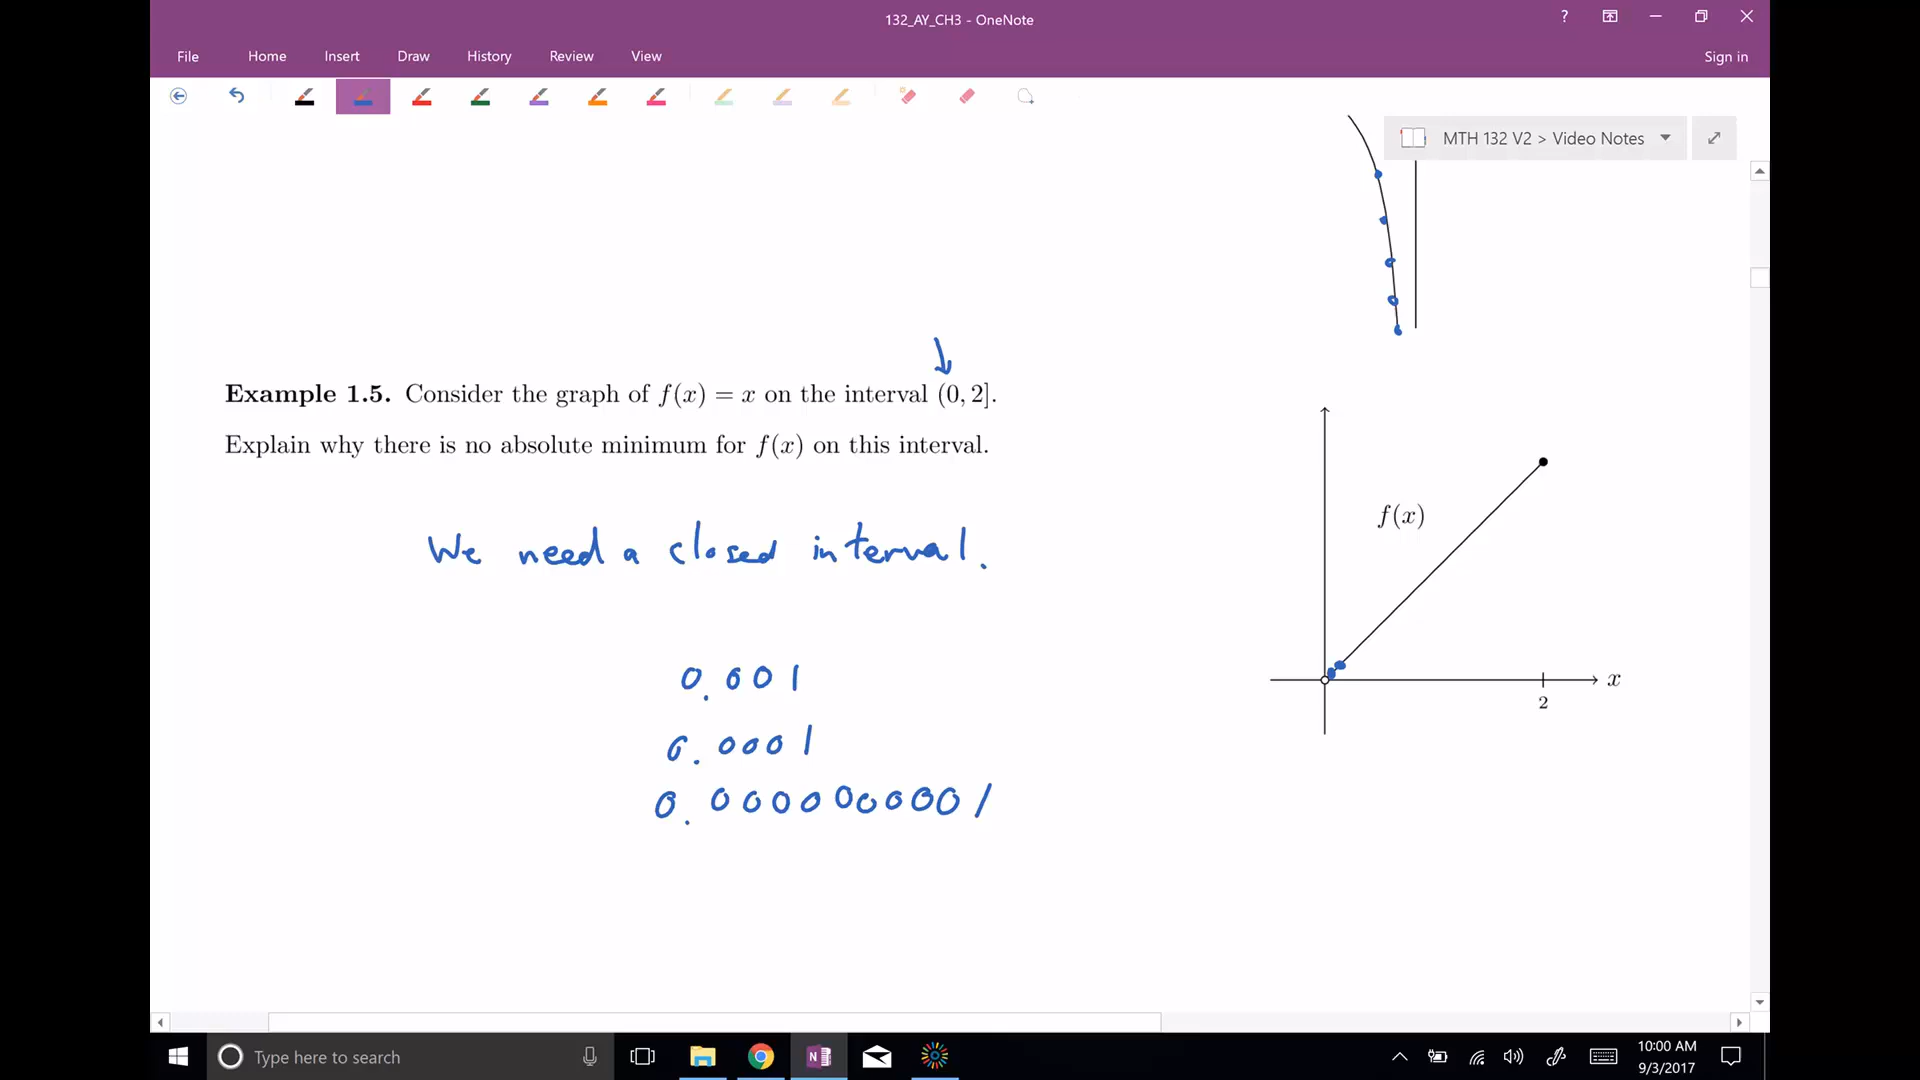 132_AY_CH3 - OneNote
?
File Home Insert Draw History Review View Sign in
MTH 132 V2 > Video Notes
Example 1.5. Consider the graph of f(x) = x on the interval (0, 2].
Explain why there is no absolute minimum for f(x) on this interval.
We need a closed interval.
0.001
0.0001
0.0000000001
f(x)
x
2
Type here to search
N
10:00 AM
9/3/2017